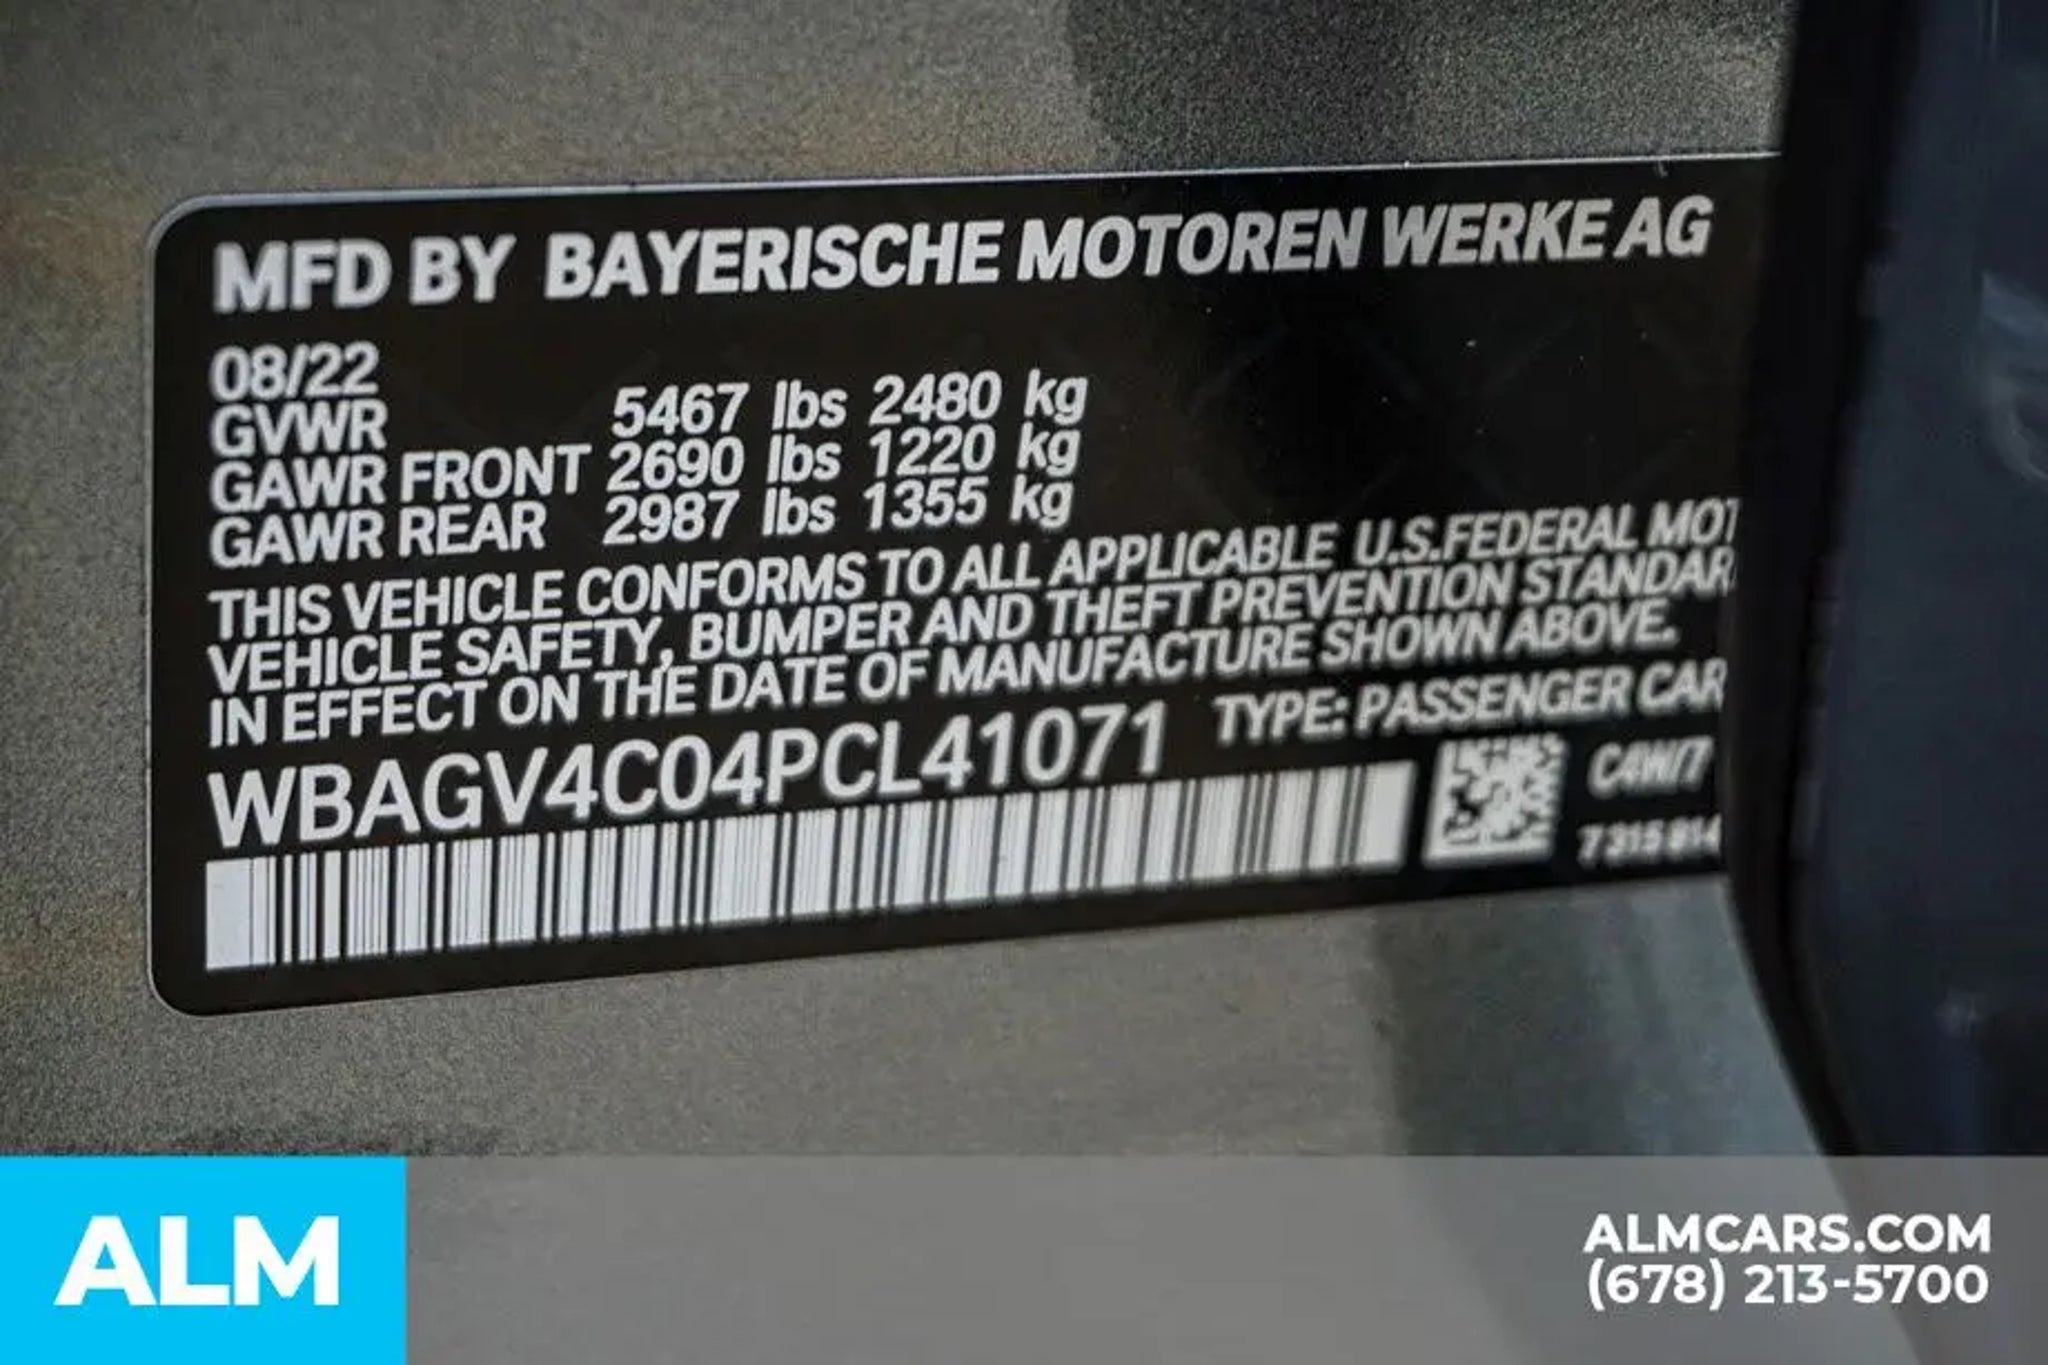 MFD BY BAYERISCHE MOTOREN WERKE AG
08/22
GVWR 5467 lbs 2480 kg
GAWR FRONT 2690 lbs 1220 kg
GAWR REAR 2987 lbs 1355 kg
THIS VEHICLE CONFORMS TO ALL APPLICABLE U.S.FEDERAL MOT
VEHICLE SAFETY, BUMPER AND THEFT PREVENTION STANDAR
IN EFFECT ON THE DATE OF MANUFACTURE SHOWN ABOVE.
WBAGV4C04PCL41071 TYPE: PASSENGER CAR
C4W/7
7315814
ALM
ALMCARS.COM
(678) 213-5700